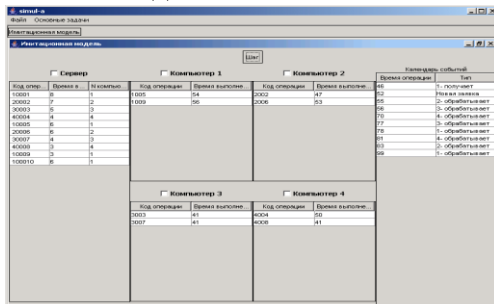 simul-a
Файл Основные задачи
Имитационная модель
Имитационная модель
Шаг
Сервер
Код опер... Время в ... N компью...
10001 8 1
20002 7 2
30003 5 3
40004 4 4
10005 6 1
20006 6 2
30007 4 3
40008 3 4
10009 3 1
100010 6 1
Компьютер 1
Код операции Время выполне...
1005 54
1009 56
Компьютер 2
Код операции Время выполне...
2002 47
2006 53
Календарь событий
Время операции Тип
46 1- получает
52 Новая заявка
55 2- обрабатывает
56 3- обрабатывает
70 4- обрабатывает
77 3- обрабатывает
78 1- обрабатывает
81 4- обрабатывает
83 2- обрабатывает
99 1- обрабатывает
Компьютер 3
Код операции Время выполне...
3003 41
3007 41
Компьютер 4
Код операции Время выполне...
4004 50
4008 41